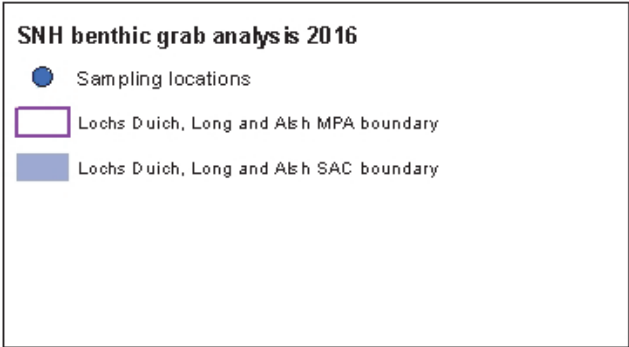 SNH benthic grab analysis 2016
Sampling locations
Lochs Duich, Long and Alsh MPA boundary
Lochs Duich, Long and Alsh SAC boundary